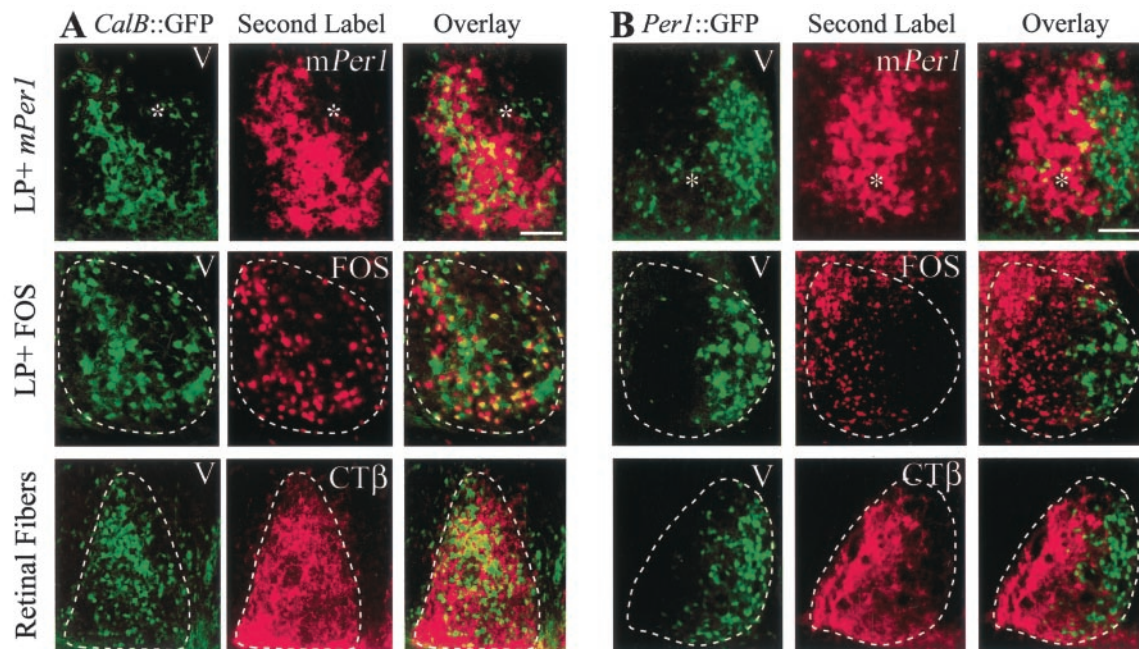 A CalB::GFP Second Label Overlay B Per1::GFP Second Label Overlay
LP+ mPer1 V mPer1 V mPer1
* * * * * *
LP+ FOS V FOS V FOS
Retinal Fibers V CTβ V CTβ